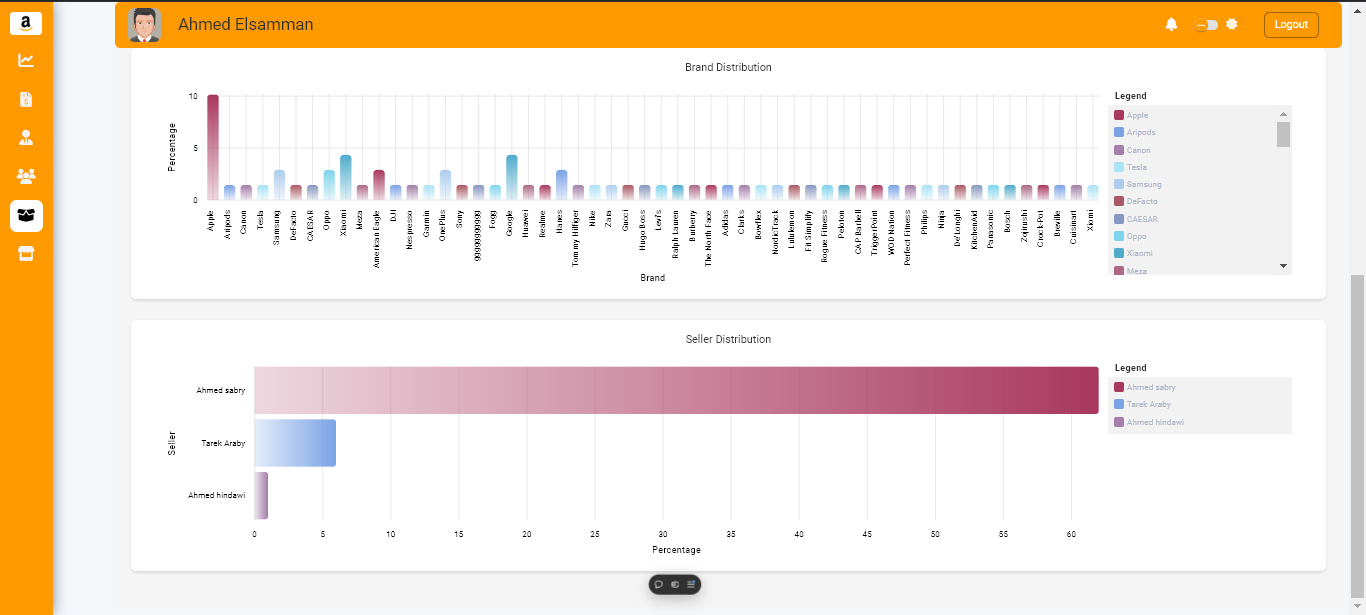 a
Ahmed Elsamman
Logout
Brand Distribution
10
5
0
Percentage
Apple
Aripods
Canon
Tesla
Samsung
DeFacto
CAESAR
Oppo
Xiaomi
Meza
American Eagle
DJI
Nespresso
Garmin
OnePlus
Sony
Fogg
Google
Huawei
Realme
Hanes
Tommy Hilfiger
Nike
Zara
Gucci
Hugo Boss
Levi's
Ralph Lauren
Burberry
The North Face
Adidas
Clarks
Bowflex
NordicTrack
Lululemon
Fit Simplify
Rogue Fitness
Peloton
CAP Barbell
TriggerPoint
WOD Nation
Perfect Fitness
Philips
Ninja
De'Longhi
KitchenAid
Panasonic
Bosch
Zojirushi
Crock-Pot
Breville
Cuisinart
Xiomi
Brand
Legend
Apple
Aripods
Canon
Tesla
Samsung
DeFacto
CAESAR
Oppo
Xiaomi
Meza
Seller Distribution
Seller
Ahmed sabry
Tarek Araby
Ahmed hindawi
0 5 10 15 20 25 30 35 40 45 50 55 60
Percentage
Legend
Ahmed sabry
Tarek Araby
Ahmed hindawi